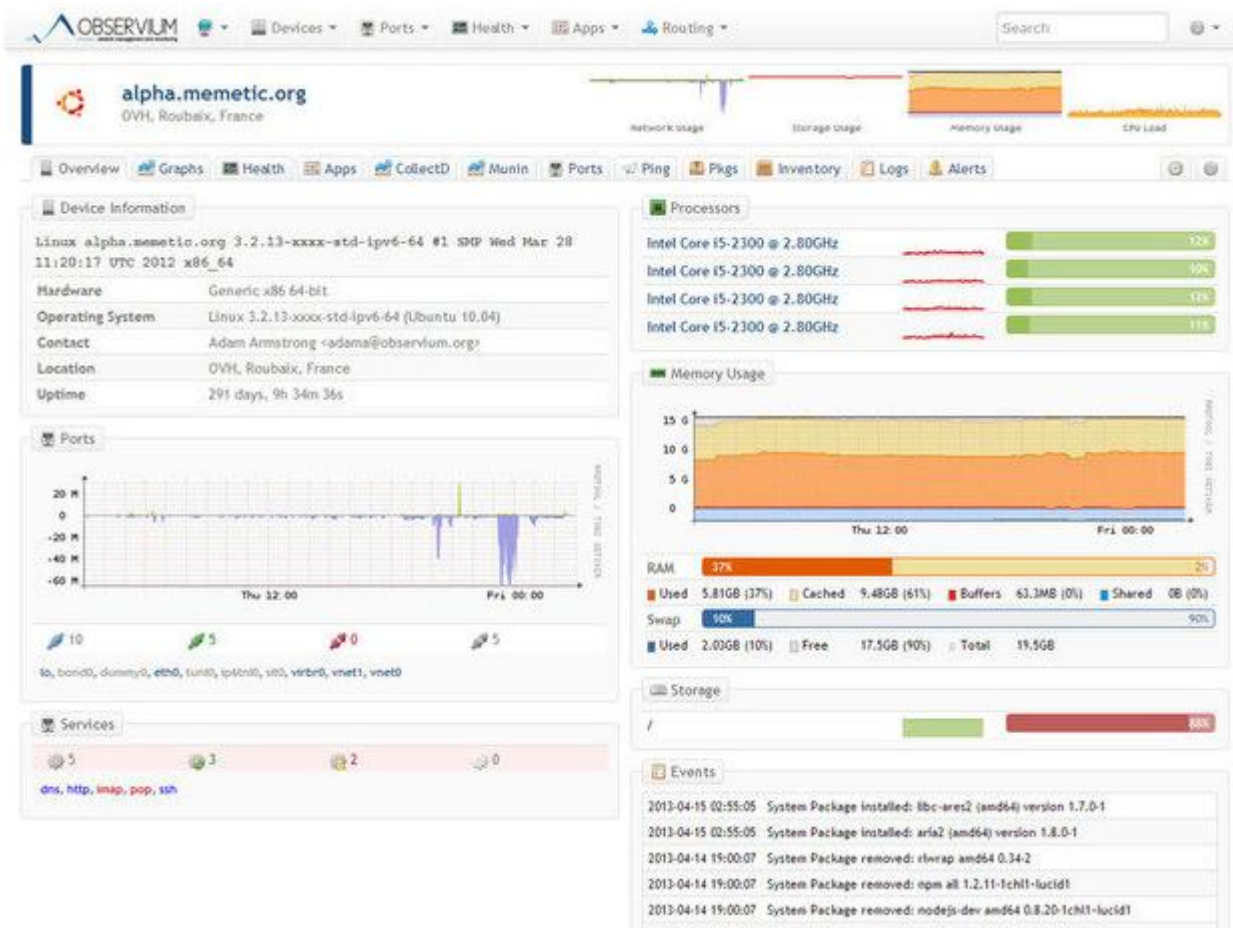 OBSERVIUM
Devices Ports Health Apps Routing Search
alpha.memetic.org
OVH, Roubaix, France
Network Usage Storage Usage Memory Usage CPU Load
Overview Graphs Health Apps CollectD Munin Ports Ping Pkgs Inventory Logs Alerts
Device Information
Linux alpha.memetic.org 3.2.13-xxxx-std-ipv6-64 #1 SMP Wed Mar 28
11:20:17 UTC 2012 x86_64
Hardware Generic x86 64-bit
Operating System Linux 3.2.13-xxxx-std-ipv6-64 (Ubuntu 10.04)
Contact Adam Armstrong <adama@observium.org>
Location OVH, Roubaix, France
Uptime 291 days, 9h 34m 36s
Ports
20 M
0
-20 M
-40 M
-60 M
Thu 12:00 Fri 00:00
RRDTOOL / TOBI OETIKER
10 5 0 5
lo, bond0, dummy0, eth0, tunl0, ip6tnl0, sit0, virbr0, vnet1, vnet0
Services
5 3 2 0
dns, http, imap, pop, ssh
Processors
Intel Core i5-2300 @ 2.80GHz 12%
Intel Core i5-2300 @ 2.80GHz 10%
Intel Core i5-2300 @ 2.80GHz 12%
Intel Core i5-2300 @ 2.80GHz 11%
Memory Usage
15 G
10 G
5 G
0
Thu 12:00 Fri 00:00
RRDTOOL / TOBI OETIKER
RAM 37% 2%
Used 5.81GB (37%) Cached 9.48GB (61%) Buffers 63.3MB (0%) Shared 0B (0%)
Swap 10% 90%
Used 2.03GB (10%) Free 17.5GB (90%) Total 19.5GB
Storage
/ 88%
Events
2013-04-15 02:55:05 System Package installed: libc-ares2 (amd64) version 1.7.0-1
2013-04-15 02:55:05 System Package installed: aria2 (amd64) version 1.8.0-1
2013-04-14 19:00:07 System Package removed: rlwrap amd64 0.34-2
2013-04-14 19:00:07 System Package removed: npm all 1.2.11-1chl1~lucid1
2013-04-14 19:00:07 System Package removed: nodejs-dev amd64 0.8.20-1chl1~lucid1